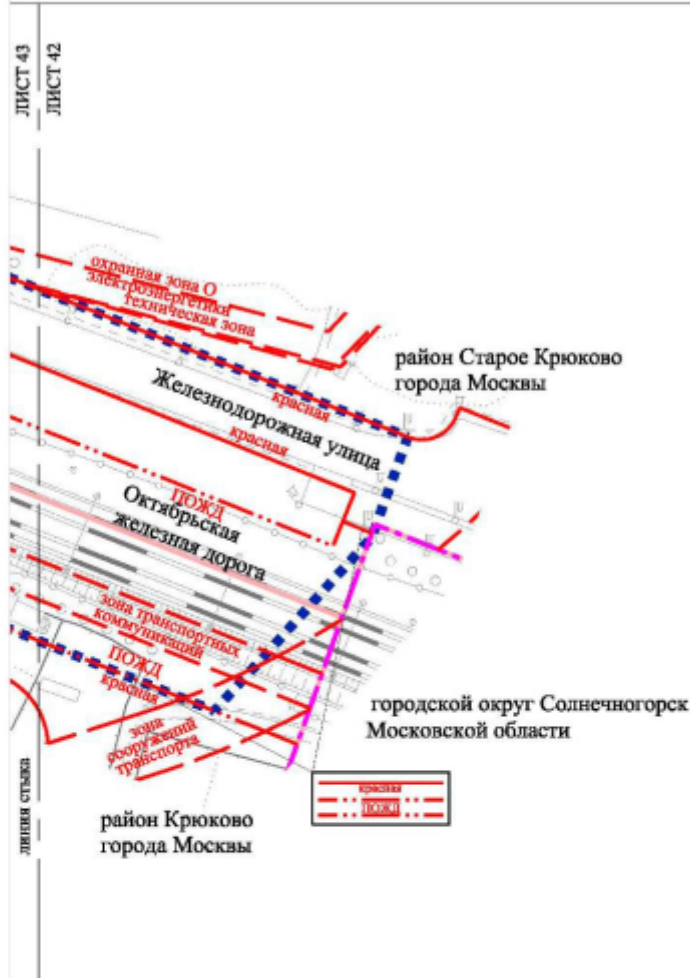 ЛИСТ 43
ЛИСТ 42
охранная зона О
электроэнергетики
техническая зона
район Старое Крюково
города Москвы
красная
Железнодорожная улица
красная
ПОЖД
Октябрьская
железная дорога
зона транспортных
коммуникаций
ПОЖД
красная
зона
сооружений
транспорта
городской округ Солнечногорск
Московской области
красная
ПОЖД
район Крюково
города Москвы
линия стыка